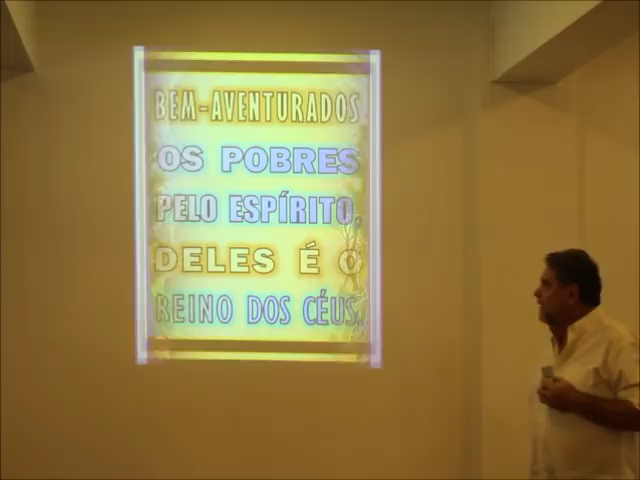 BEM-AVENTURADOS
OS POBRES
PELO ESPÍRITO,
DELES É O
REINO DOS CÉUS.